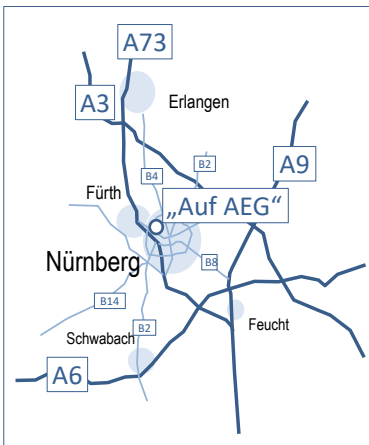 A73
A3
Erlangen
A9
B2
B4
Fürth
„Auf AEG“
Nürnberg
B8
B14
Feucht
Schwabach
B2
A6